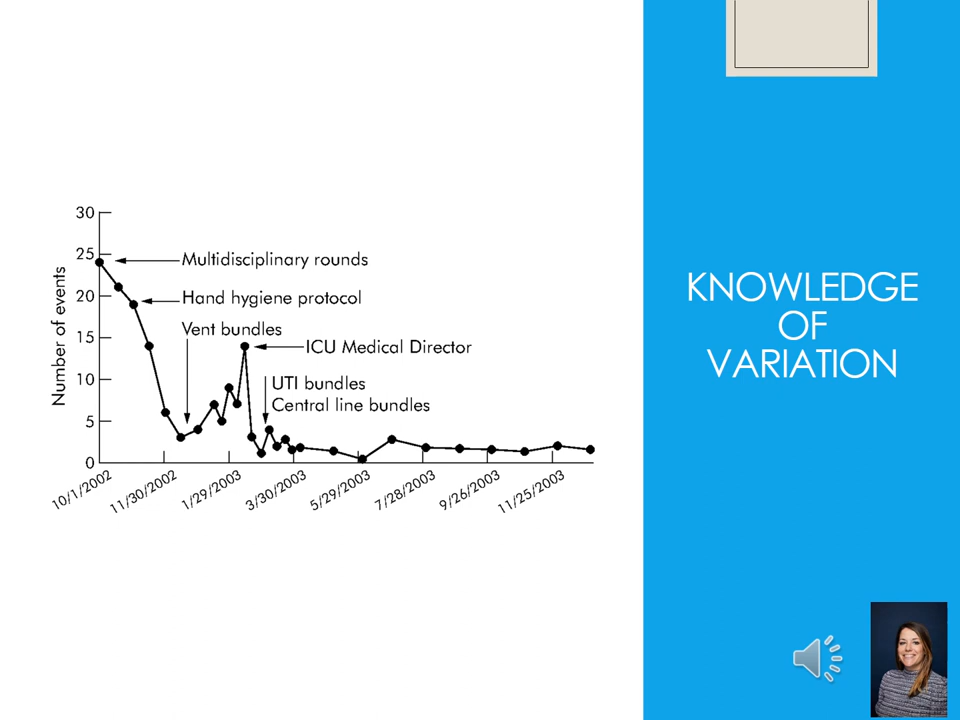 30
25
Multidisciplinary rounds
20
Hand hygiene protocol
Vent bundles
15
ICU Medical Director
10
UTI bundles
Central line bundles
5
0
Number of events
10/1/2002
11/30/2002
1/29/2003
3/30/2003
5/29/2003
7/28/2003
9/26/2003
11/25/2003
KNOWLEDGE
OF
VARIATION